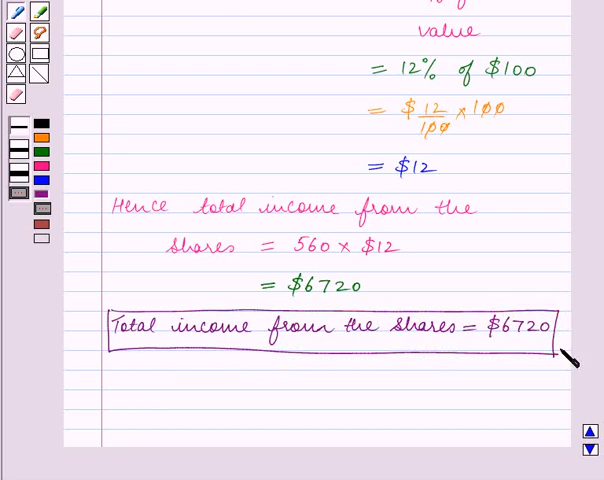 value
= 12% of $100
= $ 12/100 × 100
= $12
Hence total income from the
shares = 560 × $12
= $6720
Total income from the shares = $6720